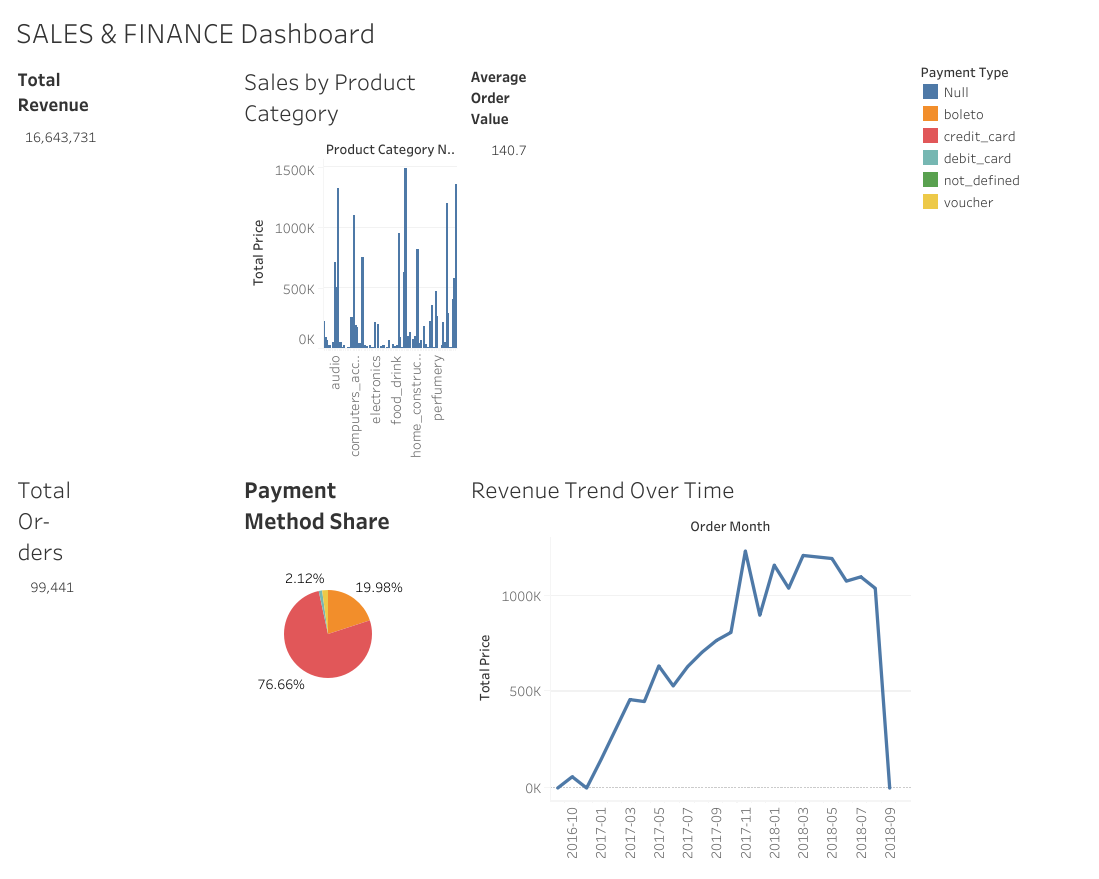 SALES & FINANCE Dashboard
Total
Revenue
16,643,731
Sales by Product
Category
Product Category N..
1500K
1000K
500K
0K
Total Price
audio
computers_acc..
electronics
food_drink
home_construc..
perfumery
Average
Order
Value
140.7
Payment Type
Null
boleto
credit_card
debit_card
not_defined
voucher
Total
Or-
ders
99,441
Payment
Method Share
2.12%
19.98%
76.66%
Revenue Trend Over Time
Order Month
1000K
500K
0K
Total Price
2016-10
2017-01
2017-03
2017-05
2017-07
2017-09
2017-11
2018-01
2018-03
2018-05
2018-07
2018-09